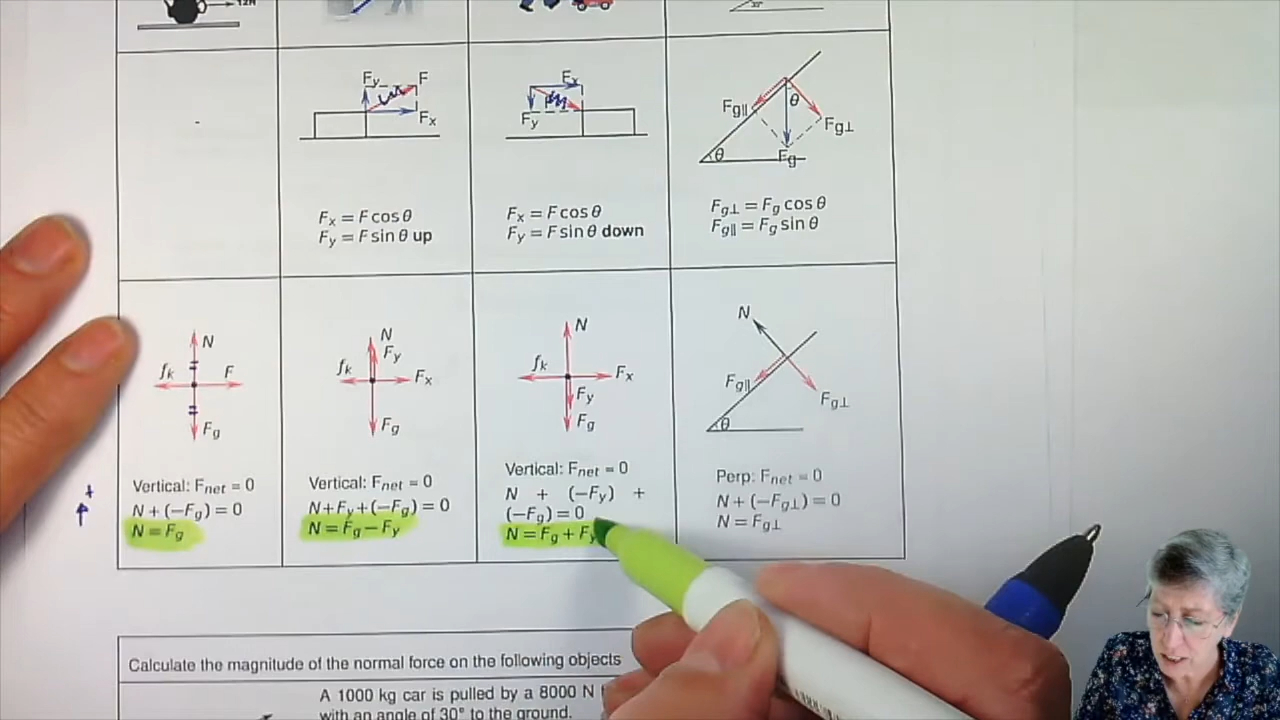 12N
Fy F
Fx
Fx = F cos θ
Fy = F sin θ up
Fx
Fy
Fx = F cos θ
Fy = F sin θ down
Fg∥ θ
Fg⊥
θ Fg
Fg⊥ = Fg cos θ
Fg∥ = Fg sin θ
N
fk F
Fg
Vertical: Fnet = 0
N + (−Fg) = 0
N = Fg
+
N
Fy
fk
Fx
Fg
Vertical: Fnet = 0
N+Fy+(−Fg) = 0
N = Fg − Fy
N
fk Fx
Fy
Fg
Vertical: Fnet = 0
N + (−Fy) +
(−Fg) = 0
N = Fg + Fy
N
Fg∥
Fg⊥
θ
Perp: Fnet = 0
N + (−Fg⊥) = 0
N = Fg⊥
Calculate the magnitude of the normal force on the following objects
A 1000 kg car is pulled by a 8000 N
with an angle of 30° to the ground.